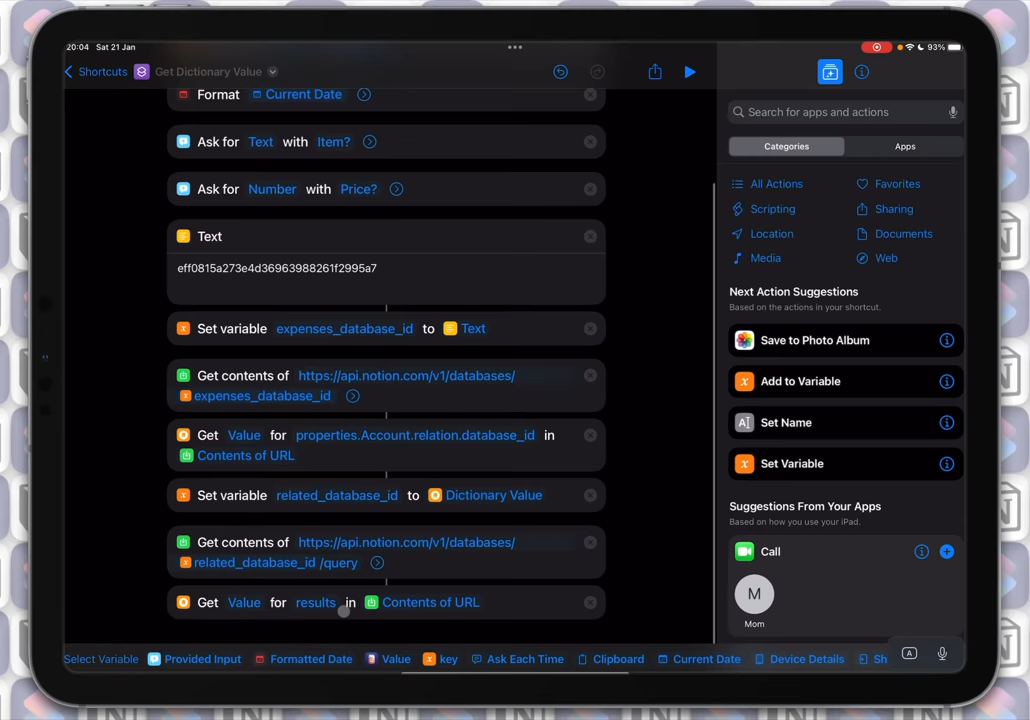 20:04 Sat 21 Jan
93%
Shortcuts
Get Dictionary Value
Format Current Date
Ask for Text with Item?
Ask for Number with Price?
Text
eff0815a273e4d36963988261f2995a7
Set variable expenses_database_id to Text
Get contents of https://api.notion.com/v1/databases/
expenses_database_id
Get Value for properties.Account.relation.database_id in
Contents of URL
Set variable related_database_id to Dictionary Value
Get contents of https://api.notion.com/v1/databases/
related_database_id /query
Get Value for results in Contents of URL
Select Variable Provided Input Formatted Date Value key Ask Each Time Clipboard Current Date Device Details Sh
Search for apps and actions
Categories Apps
All Actions Favorites
Scripting Sharing
Location Documents
Media Web
Next Action Suggestions
Based on the actions in your shortcut.
Save to Photo Album
Add to Variable
Set Name
Set Variable
Suggestions From Your Apps
Based on how you use your iPad.
Call
M
Mom
A